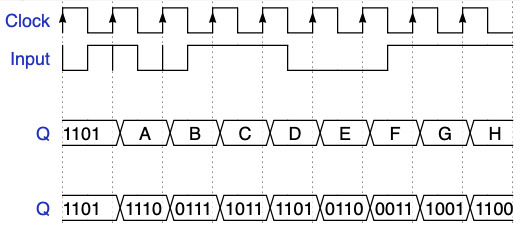 Clock
Input
Q 1101 A B C D E F G H
Q 1101 1110 0111 1011 1101 0110 0011 1001 1100